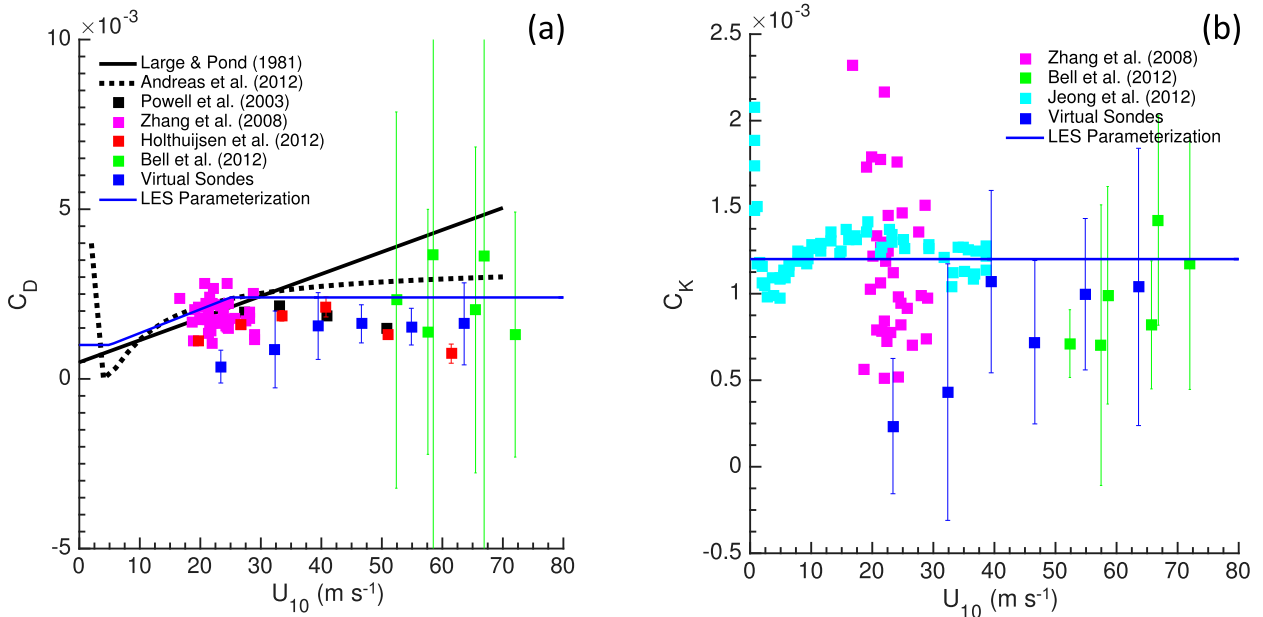 (a)
×10⁻³
10
5
0
-5
C_D
Large & Pond (1981)
Andreas et al. (2012)
Powell et al. (2003)
Zhang et al. (2008)
Holthuijsen et al. (2012)
Bell et al. (2012)
Virtual Sondes
LES Parameterization
0 10 20 30 40 50 60 70 80
U₁₀ (m s⁻¹)
(b)
×10⁻³
2.5
2
1.5
1
0.5
0
-0.5
C_K
Zhang et al. (2008)
Bell et al. (2012)
Jeong et al. (2012)
Virtual Sondes
LES Parameterization
0 10 20 30 40 50 60 70 80
U₁₀ (m s⁻¹)